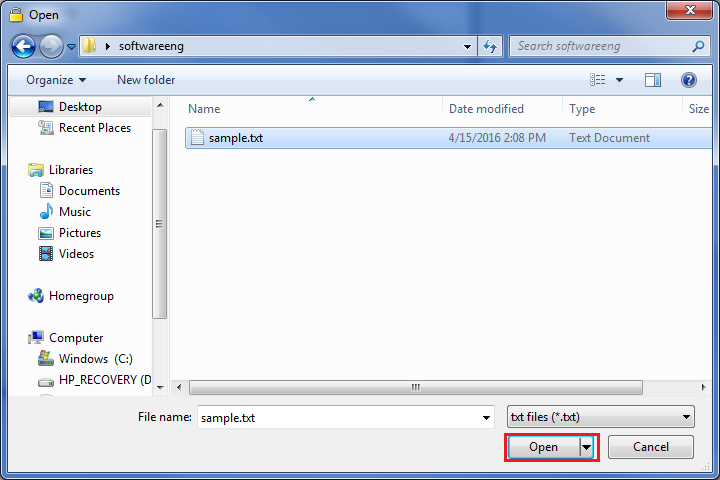 Open
softwareeng
Search softwareeng
Organize
New folder
Name
Date modified
Type
Size
Desktop
Recent Places
Libraries
Documents
Music
Pictures
Videos
Homegroup
Computer
Windows (C:)
HP_RECOVERY (D
sample.txt
4/15/2016 2:08 PM
Text Document
File name:
sample.txt
txt files (*.txt)
Open
Cancel